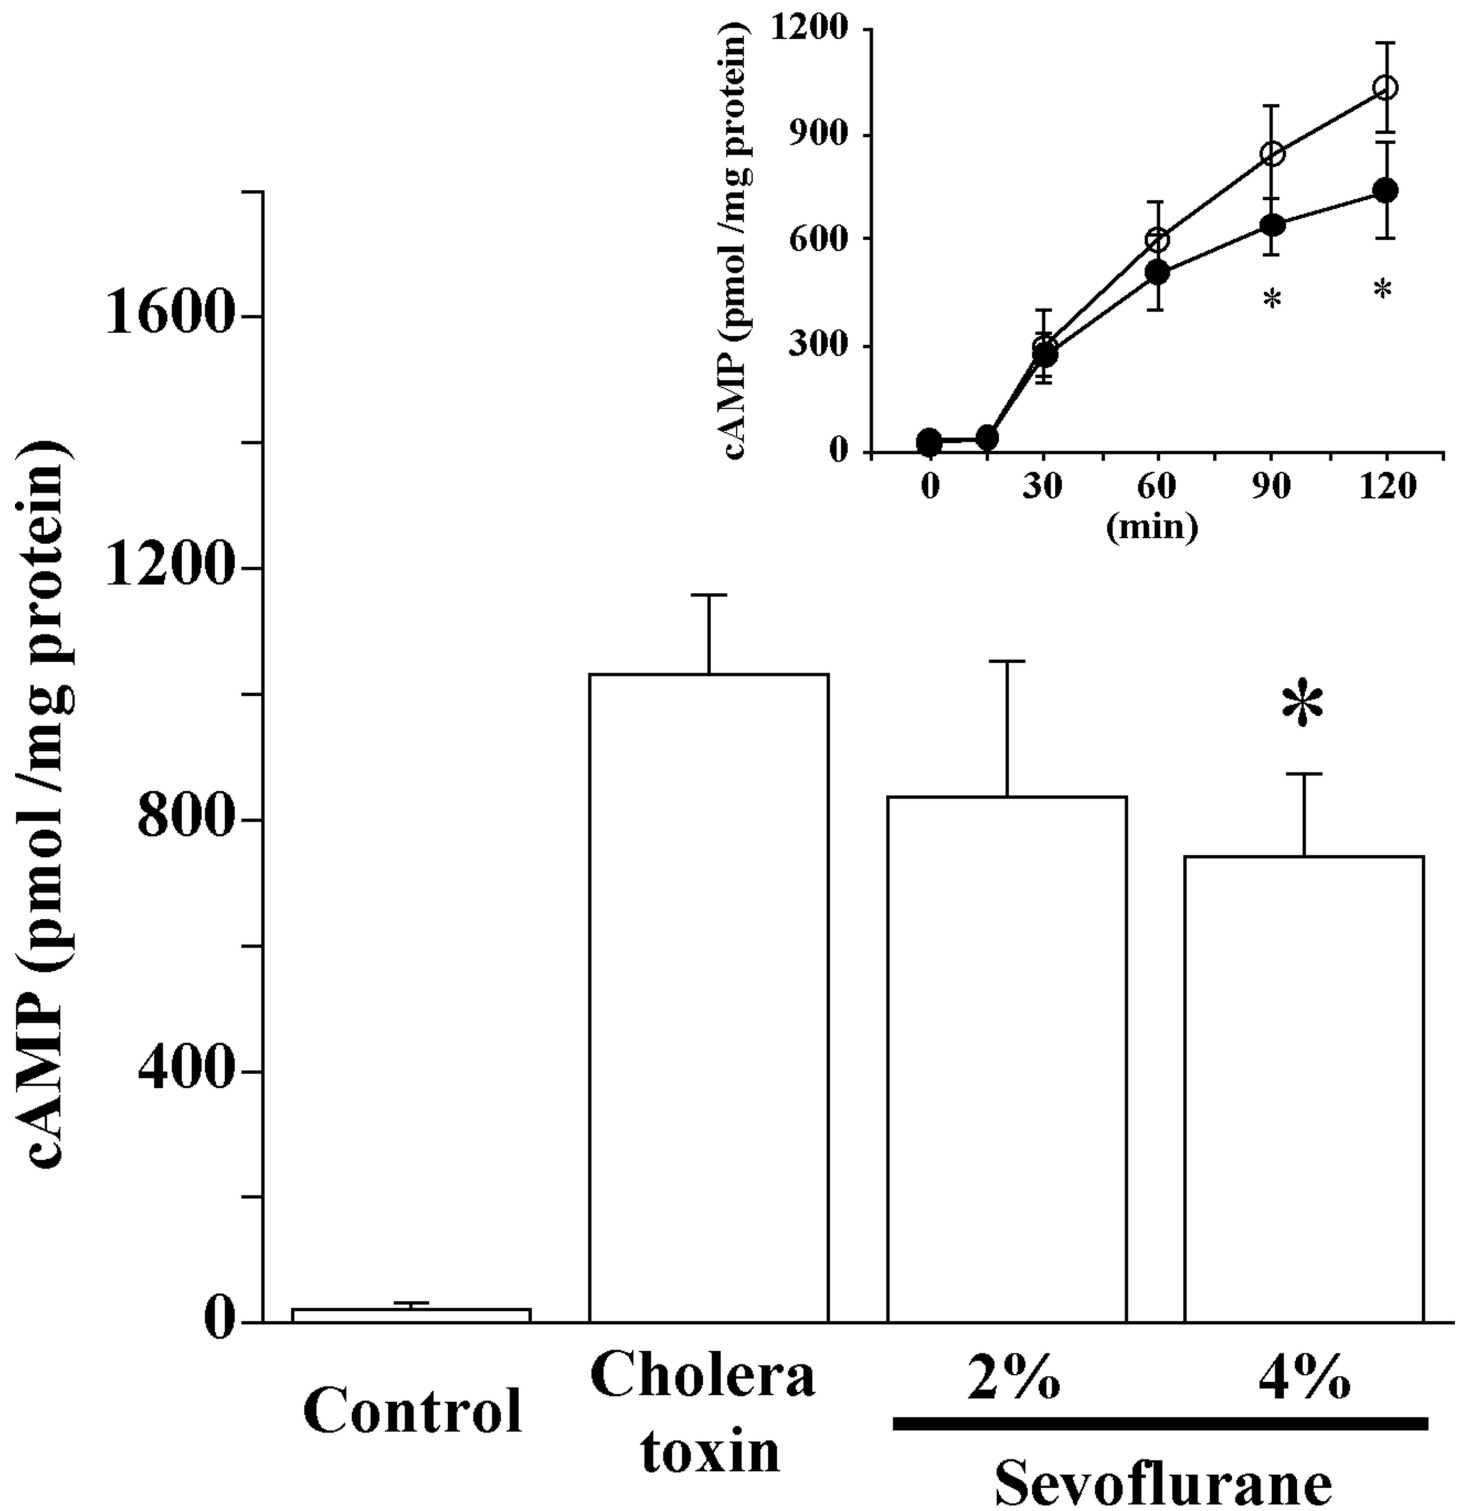 1200
900
600
300
0
cAMP (pmol /mg protein)
0 30 60 90 120
(min)
* *
1600
1200
800
400
0
cAMP (pmol /mg protein)
*
Control
Cholera
toxin
2% 4%
Sevoflurane